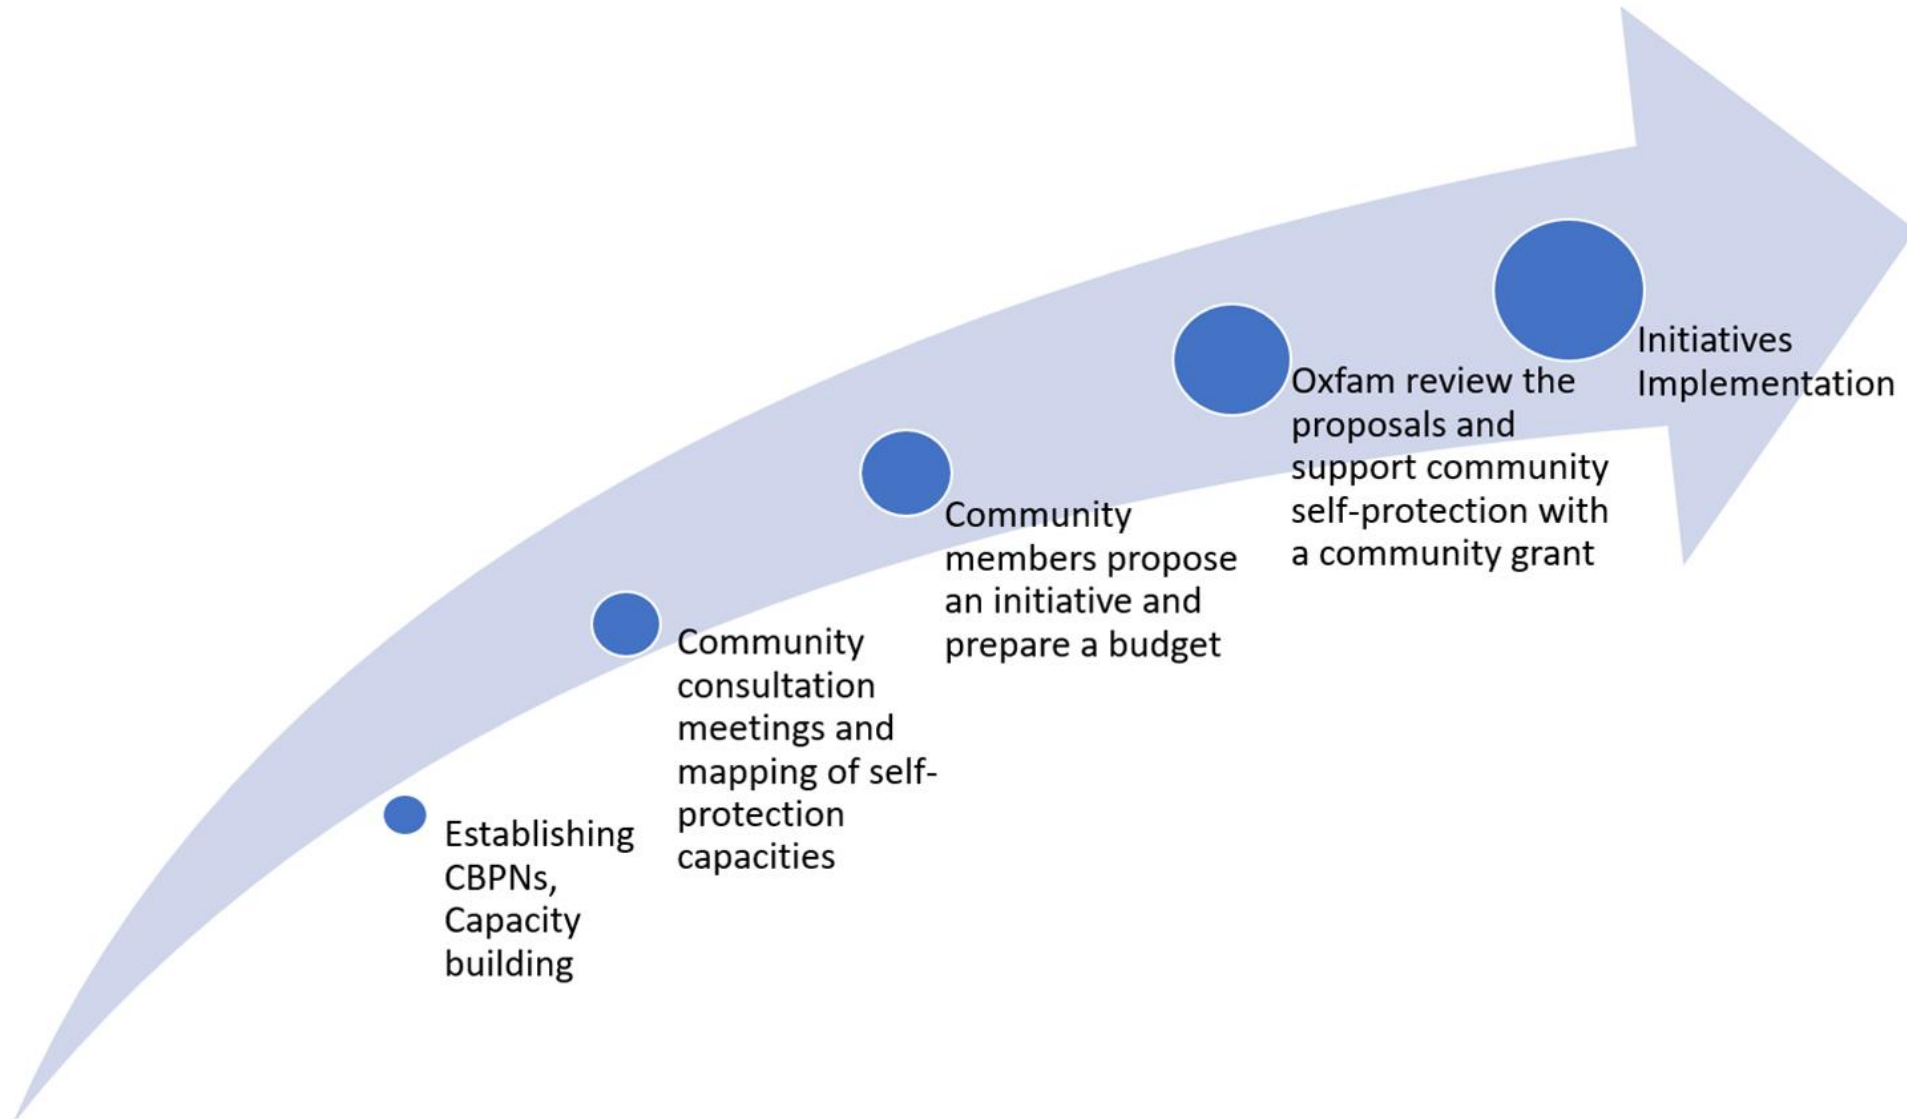 Establishing
CBPNs,
Capacity
building
Community
consultation
meetings and
mapping of self-
protection
capacities
Community
members propose
an initiative and
prepare a budget
Oxfam review the
proposals and
support community
self-protection with
a community grant
Initiatives
Implementation